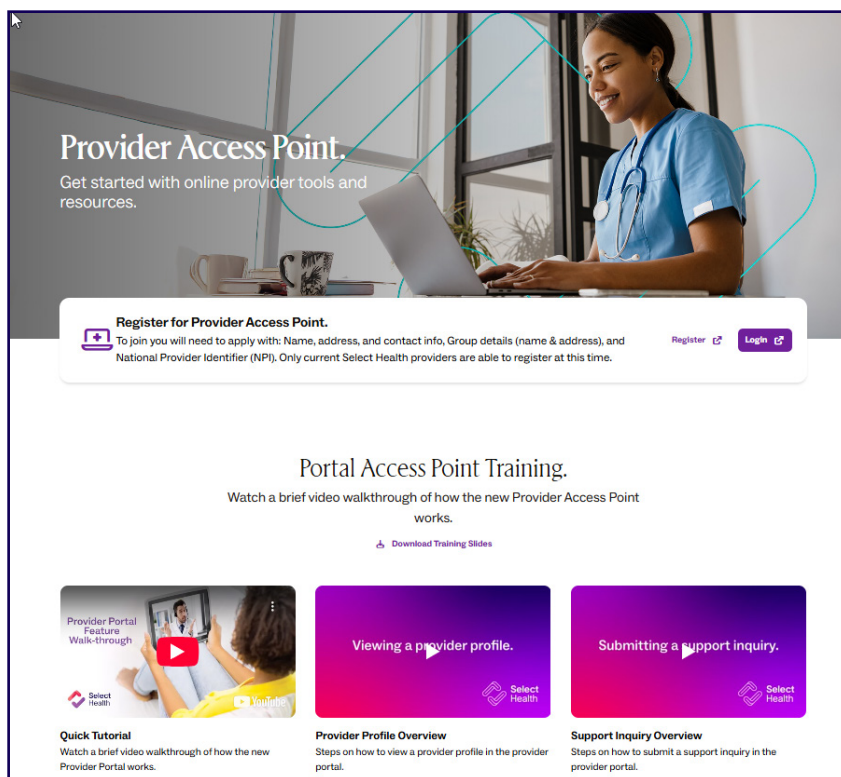 Provider Access Point.
Get started with online provider tools and
resources.
Register for Provider Access Point.
To join you will need to apply with: Name, address, and contact info, Group details (name & address), and
National Provider Identifier (NPI). Only current Select Health providers are able to register at this time.
Register
Login
Portal Access Point Training.
Watch a brief video walkthrough of how the new Provider Access Point
works.
Download Training Slides
Provider Portal
Feature
Walk-through
Select
Health
YouTube
Viewing a provider profile.
Select
Health
Submitting a support inquiry.
Select
Health
Quick Tutorial
Watch a brief video walkthrough of how the new
Provider Portal works.
Provider Profile Overview
Steps on how to view a provider profile in the provider
portal.
Support Inquiry Overview
Steps on how to submit a support inquiry in the
provider portal.